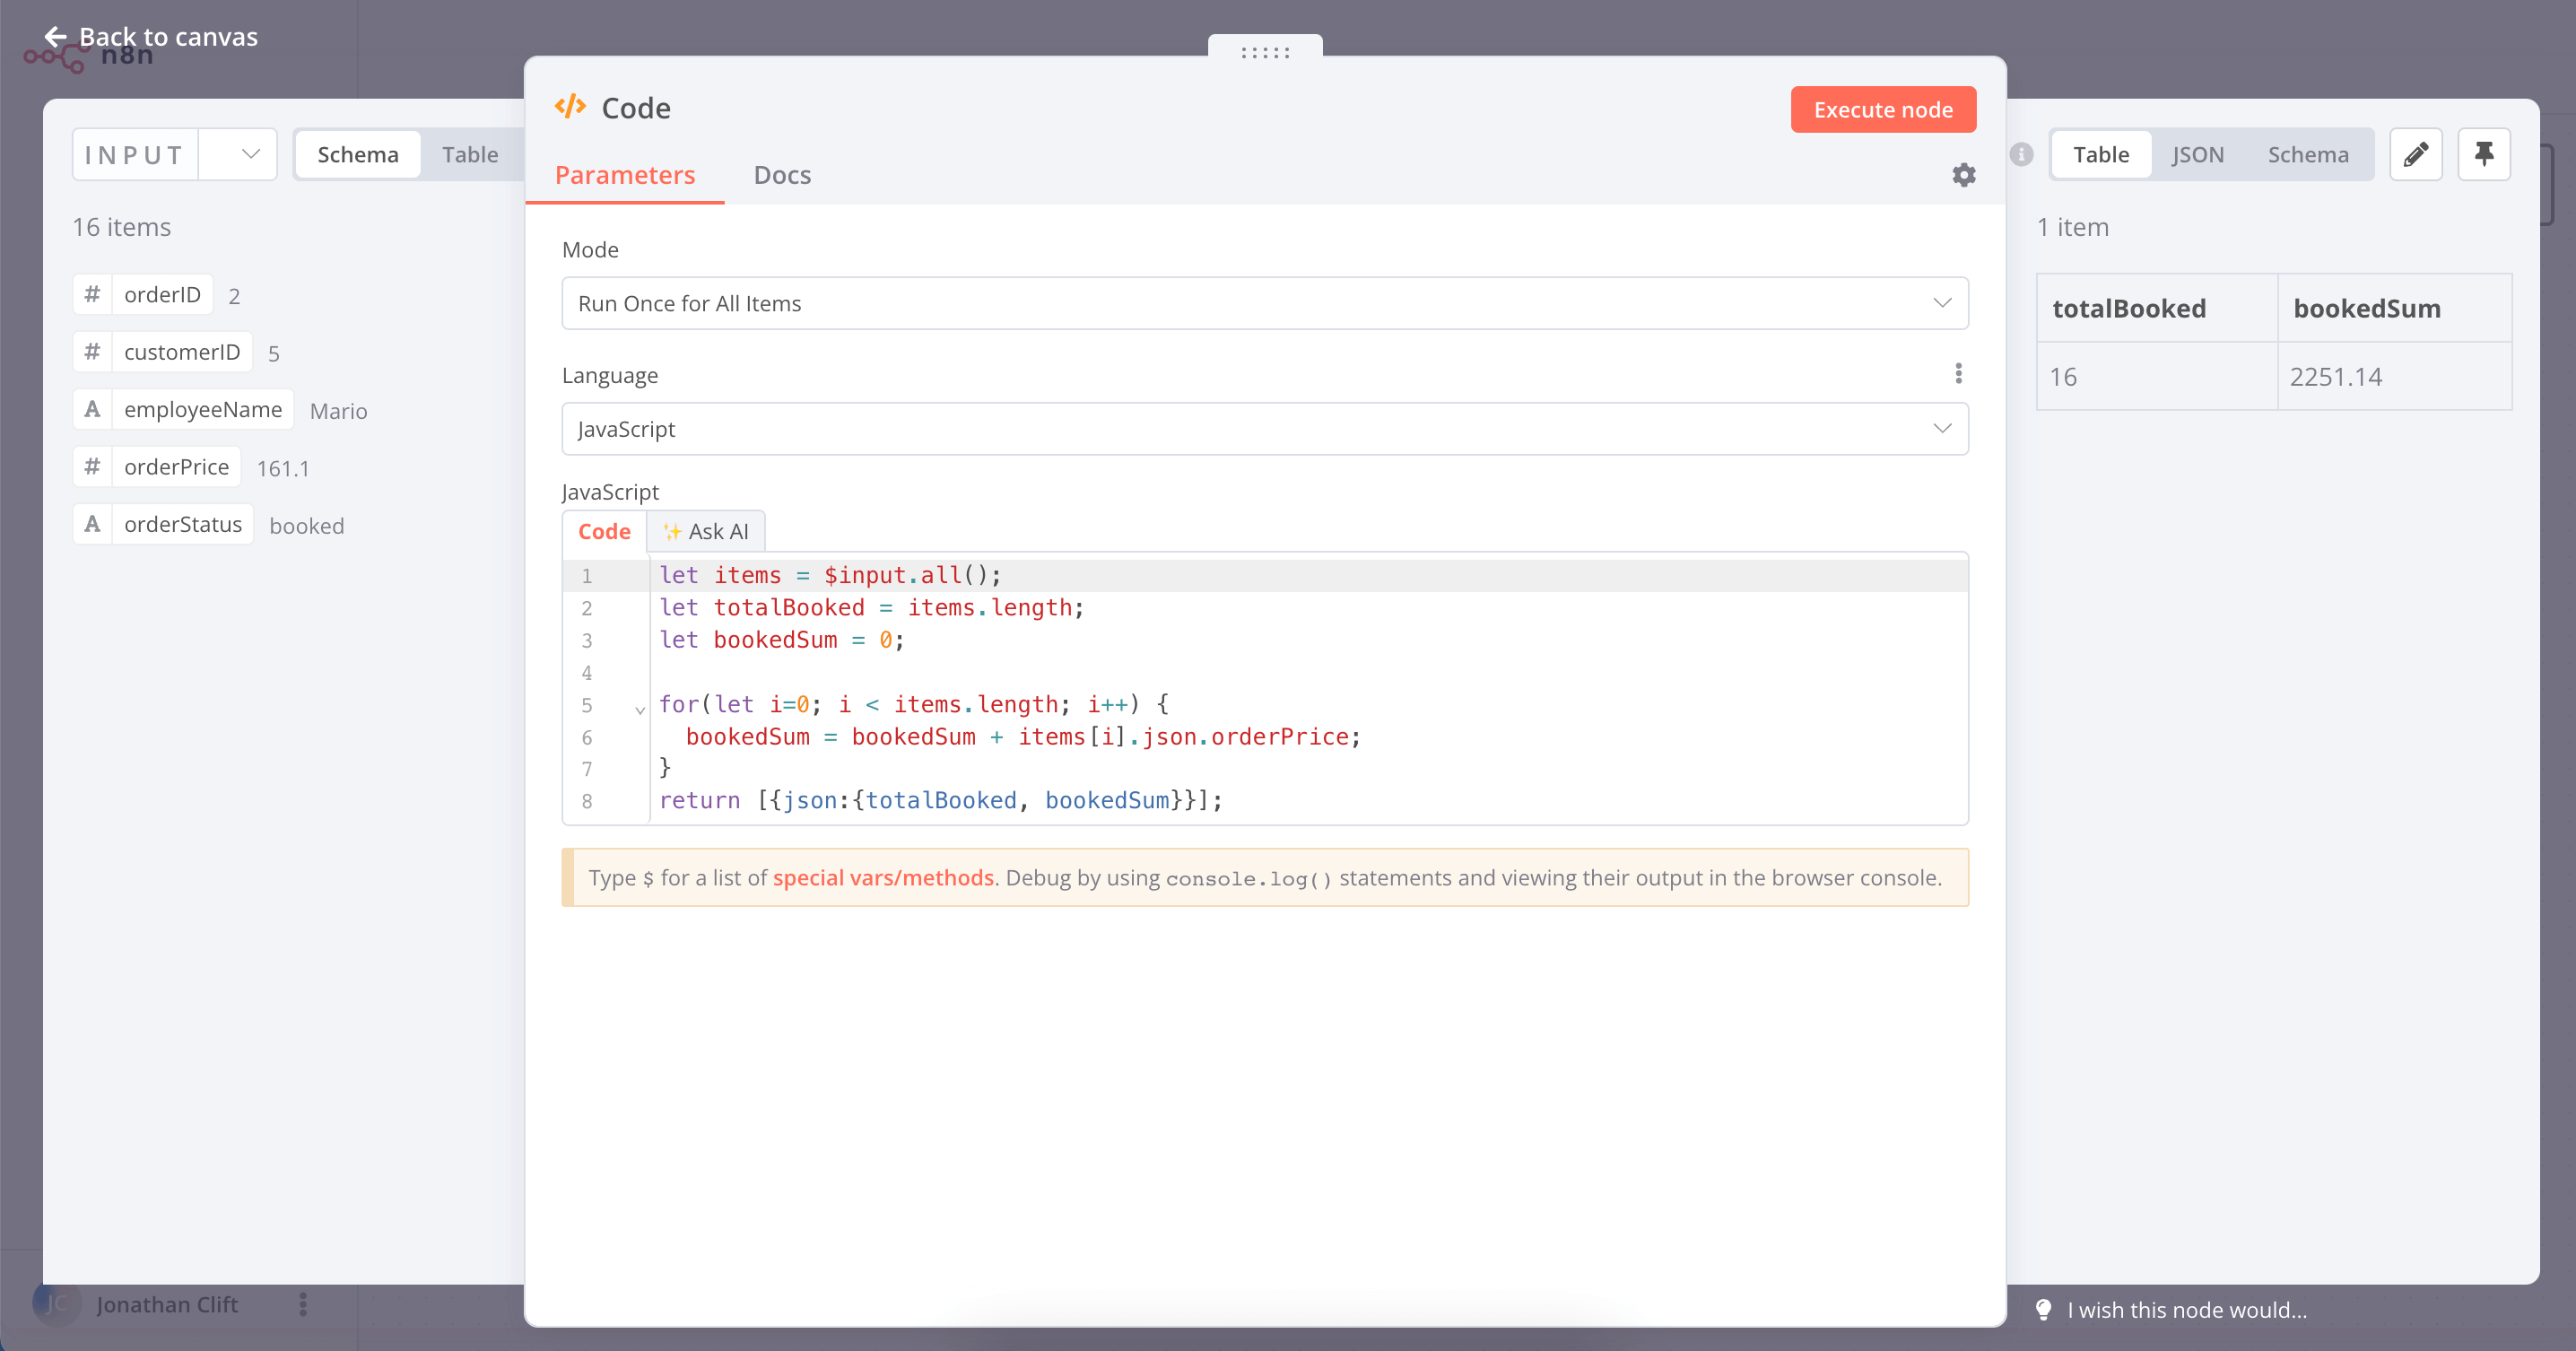 Back to canvas
n8n
INPUT
Schema Table
16 items
# orderID 2
# customerID 5
A employeeName Mario
# orderPrice 161.1
A orderStatus booked
Code
Execute node
Parameters Docs
Mode
Run Once for All Items
Language
JavaScript
JavaScript
Code ✨ Ask AI
1 let items = $input.all();
2 let totalBooked = items.length;
3 let bookedSum = 0;
4
5 for(let i=0; i < items.length; i++) {
6 bookedSum = bookedSum + items[i].json.orderPrice;
7 }
8 return [{json:{totalBooked, bookedSum}}];
Type $ for a list of special vars/methods. Debug by using console.log() statements and viewing their output in the browser console.
Table JSON Schema
1 item
totalBooked bookedSum
16 2251.14
JC Jonathan Clift
I wish this node would...